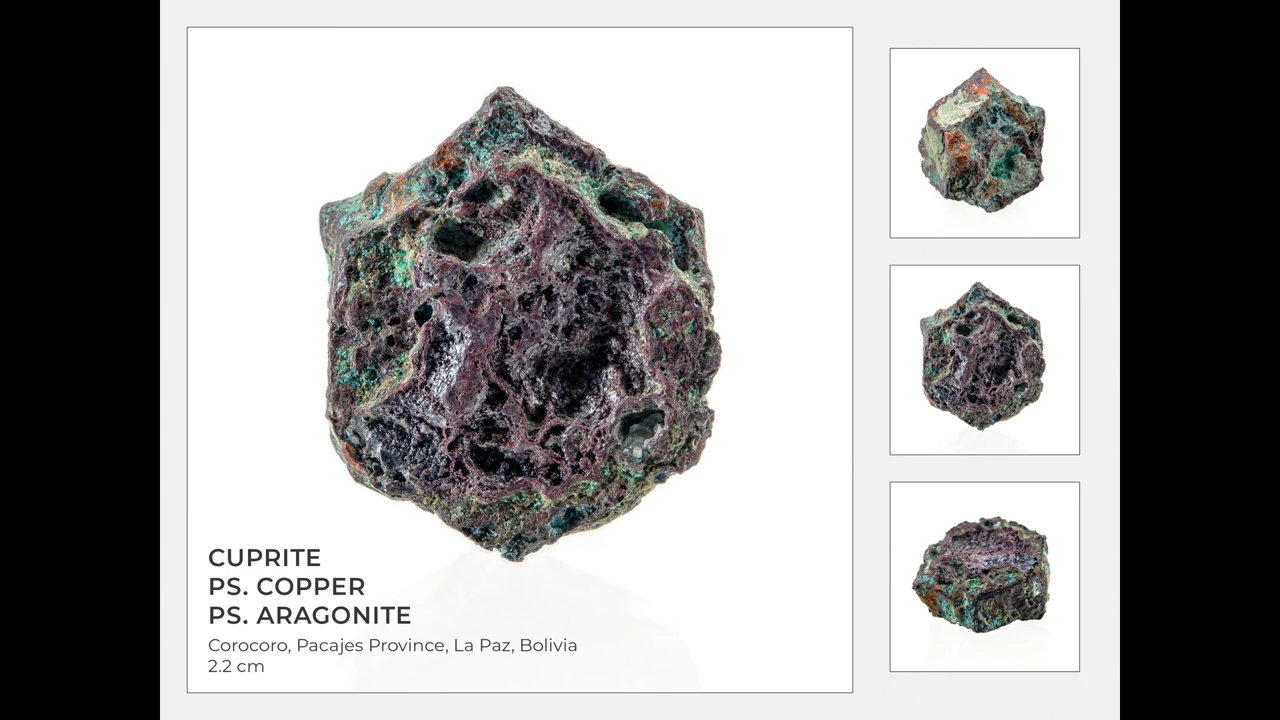 CUPRITE
PS. COPPER
PS. ARAGONITE
Corocoro, Pacajes Province, La Paz, Bolivia
2.2 cm